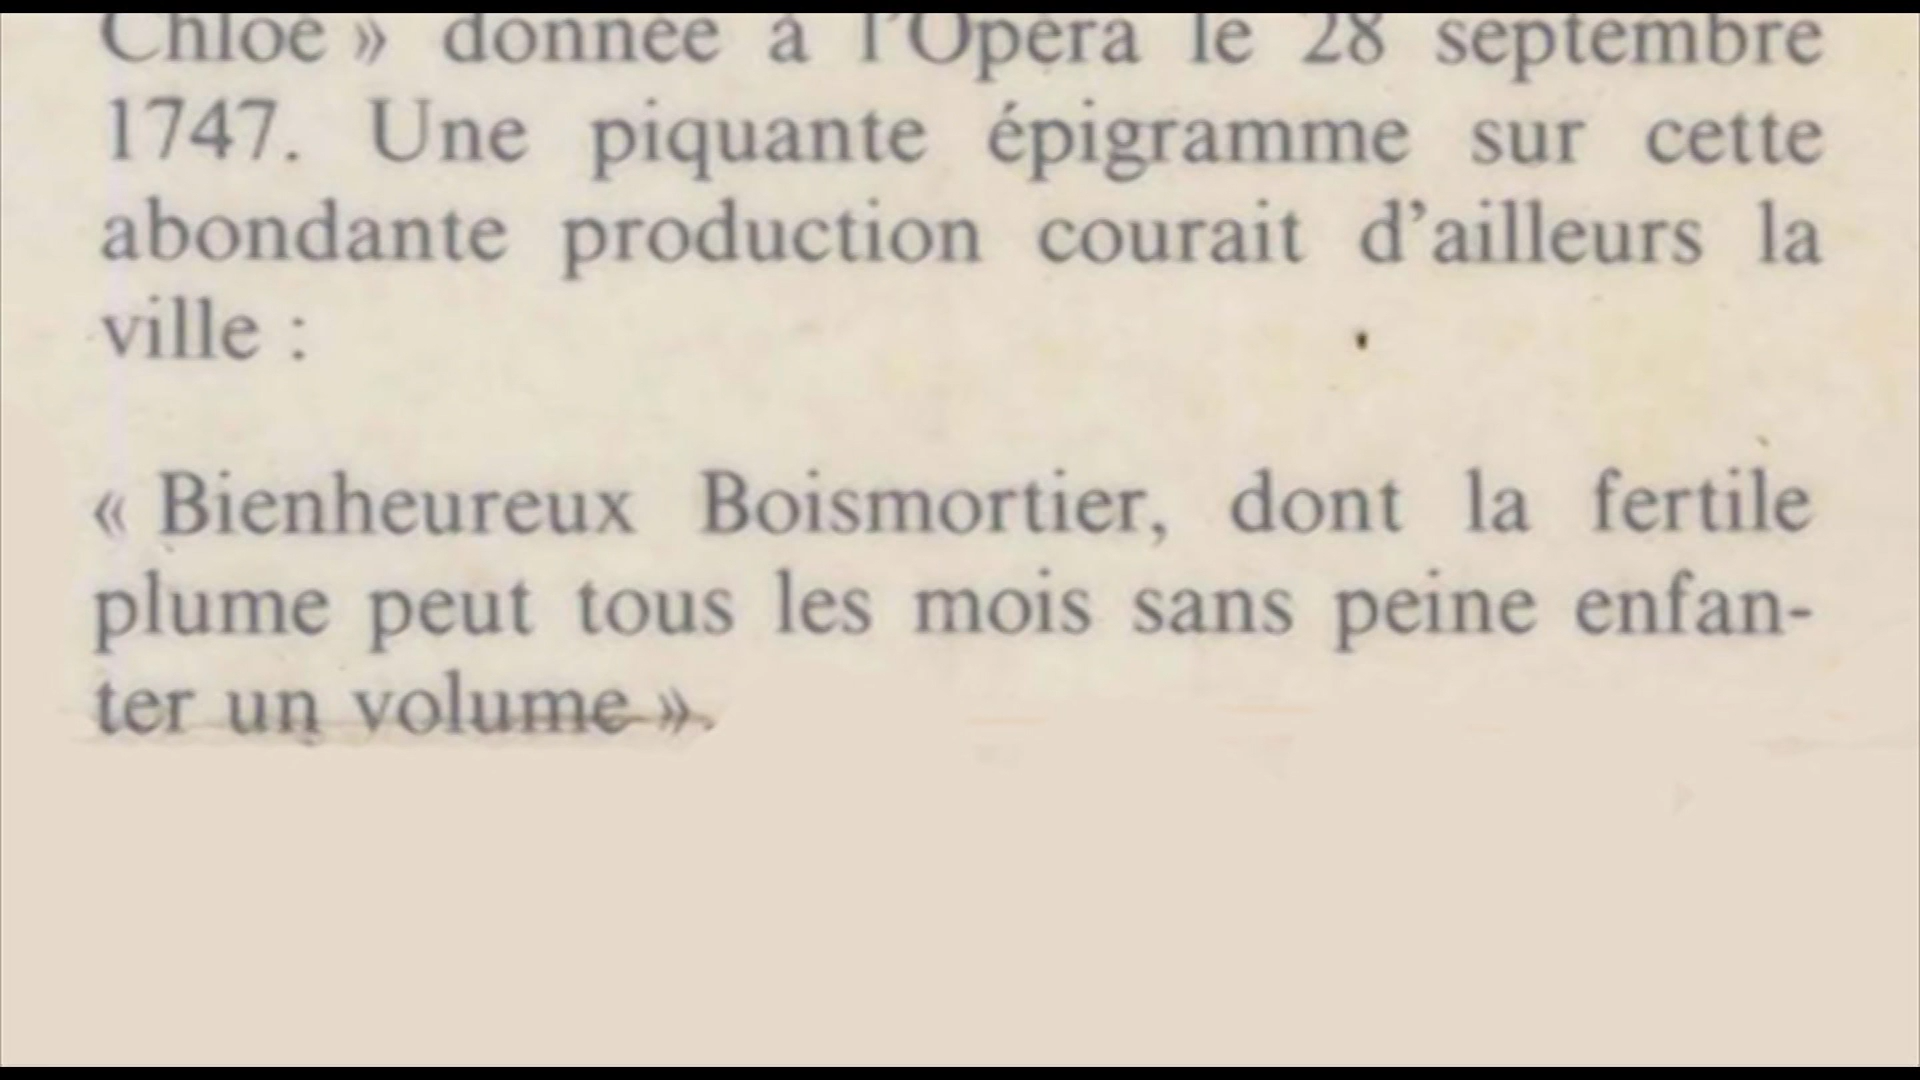 Chloé » donnée à l'Opéra le 28 septembre
1747. Une piquante épigramme sur cette
abondante production courait d'ailleurs la
ville :
« Bienheureux Boismortier, dont la fertile
plume peut tous les mois sans peine enfan-
ter un volume ».